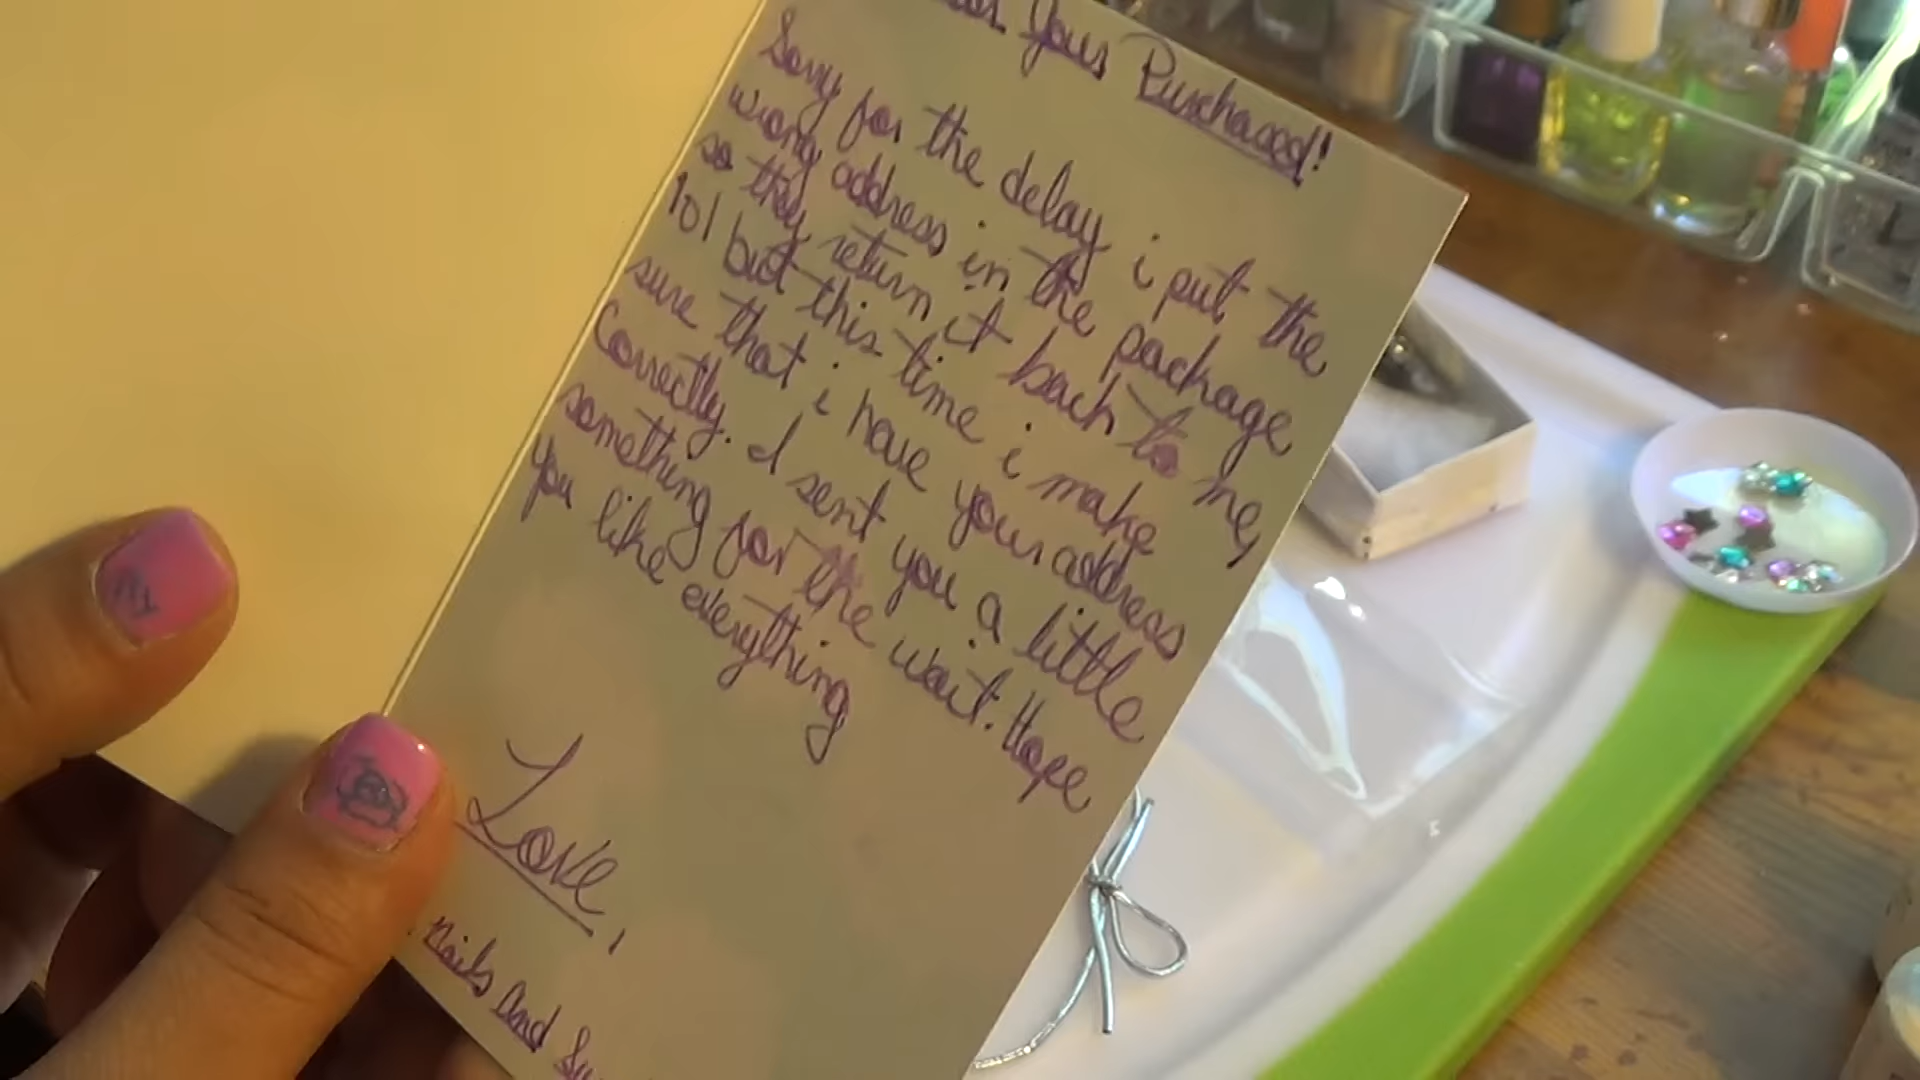 Your Purchased!
Sorry for the delay i put the
wrong address in the package
so they return it back to me,
lol but this time i make
sure that i have your address
Correctly. I sent you a little
something for the wait. Hope
you like everything
Love,
Nails And